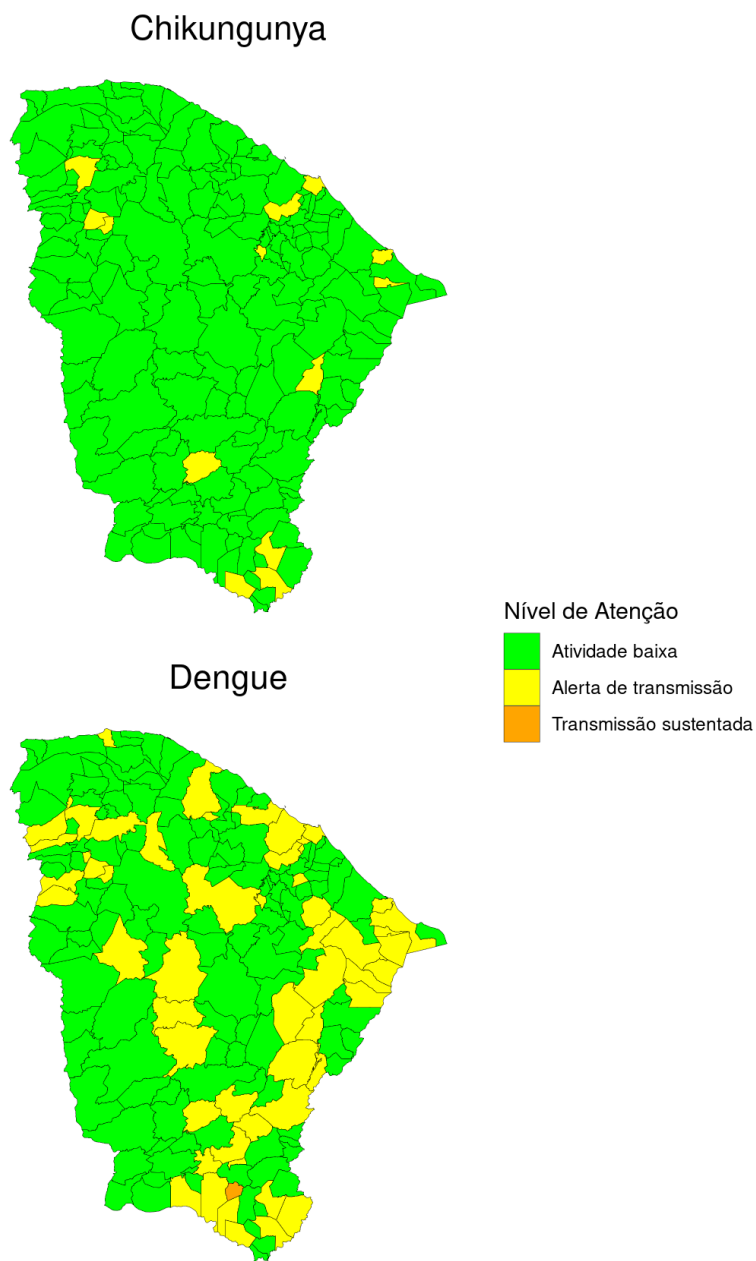 Chikungunya
Nível de Atenção
Atividade baixa
Alerta de transmissão
Transmissão sustentada
Dengue